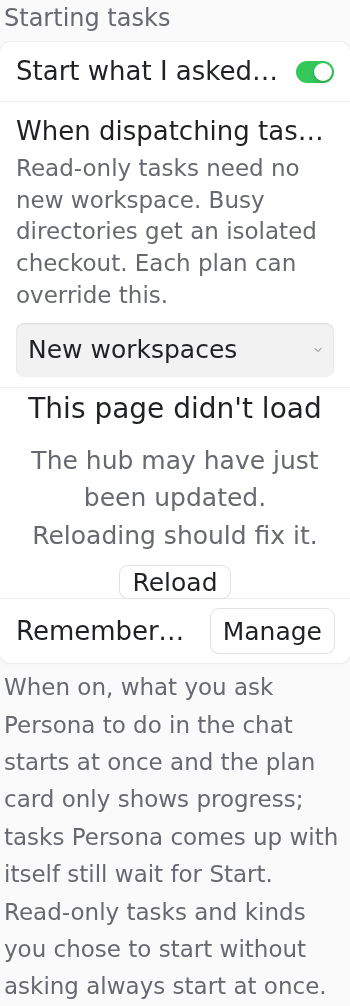 Starting tasks
Start what I asked…
When dispatching tas…
Read-only tasks need no
new workspace. Busy
directories get an isolated
checkout. Each plan can
override this.
New workspaces
This page didn't load
The hub may have just
been updated.
Reloading should fix it.
Reload
Remember…
Manage
When on, what you ask
Persona to do in the chat
starts at once and the plan
card only shows progress;
tasks Persona comes up with
itself still wait for Start.
Read-only tasks and kinds
you chose to start without
asking always start at once.